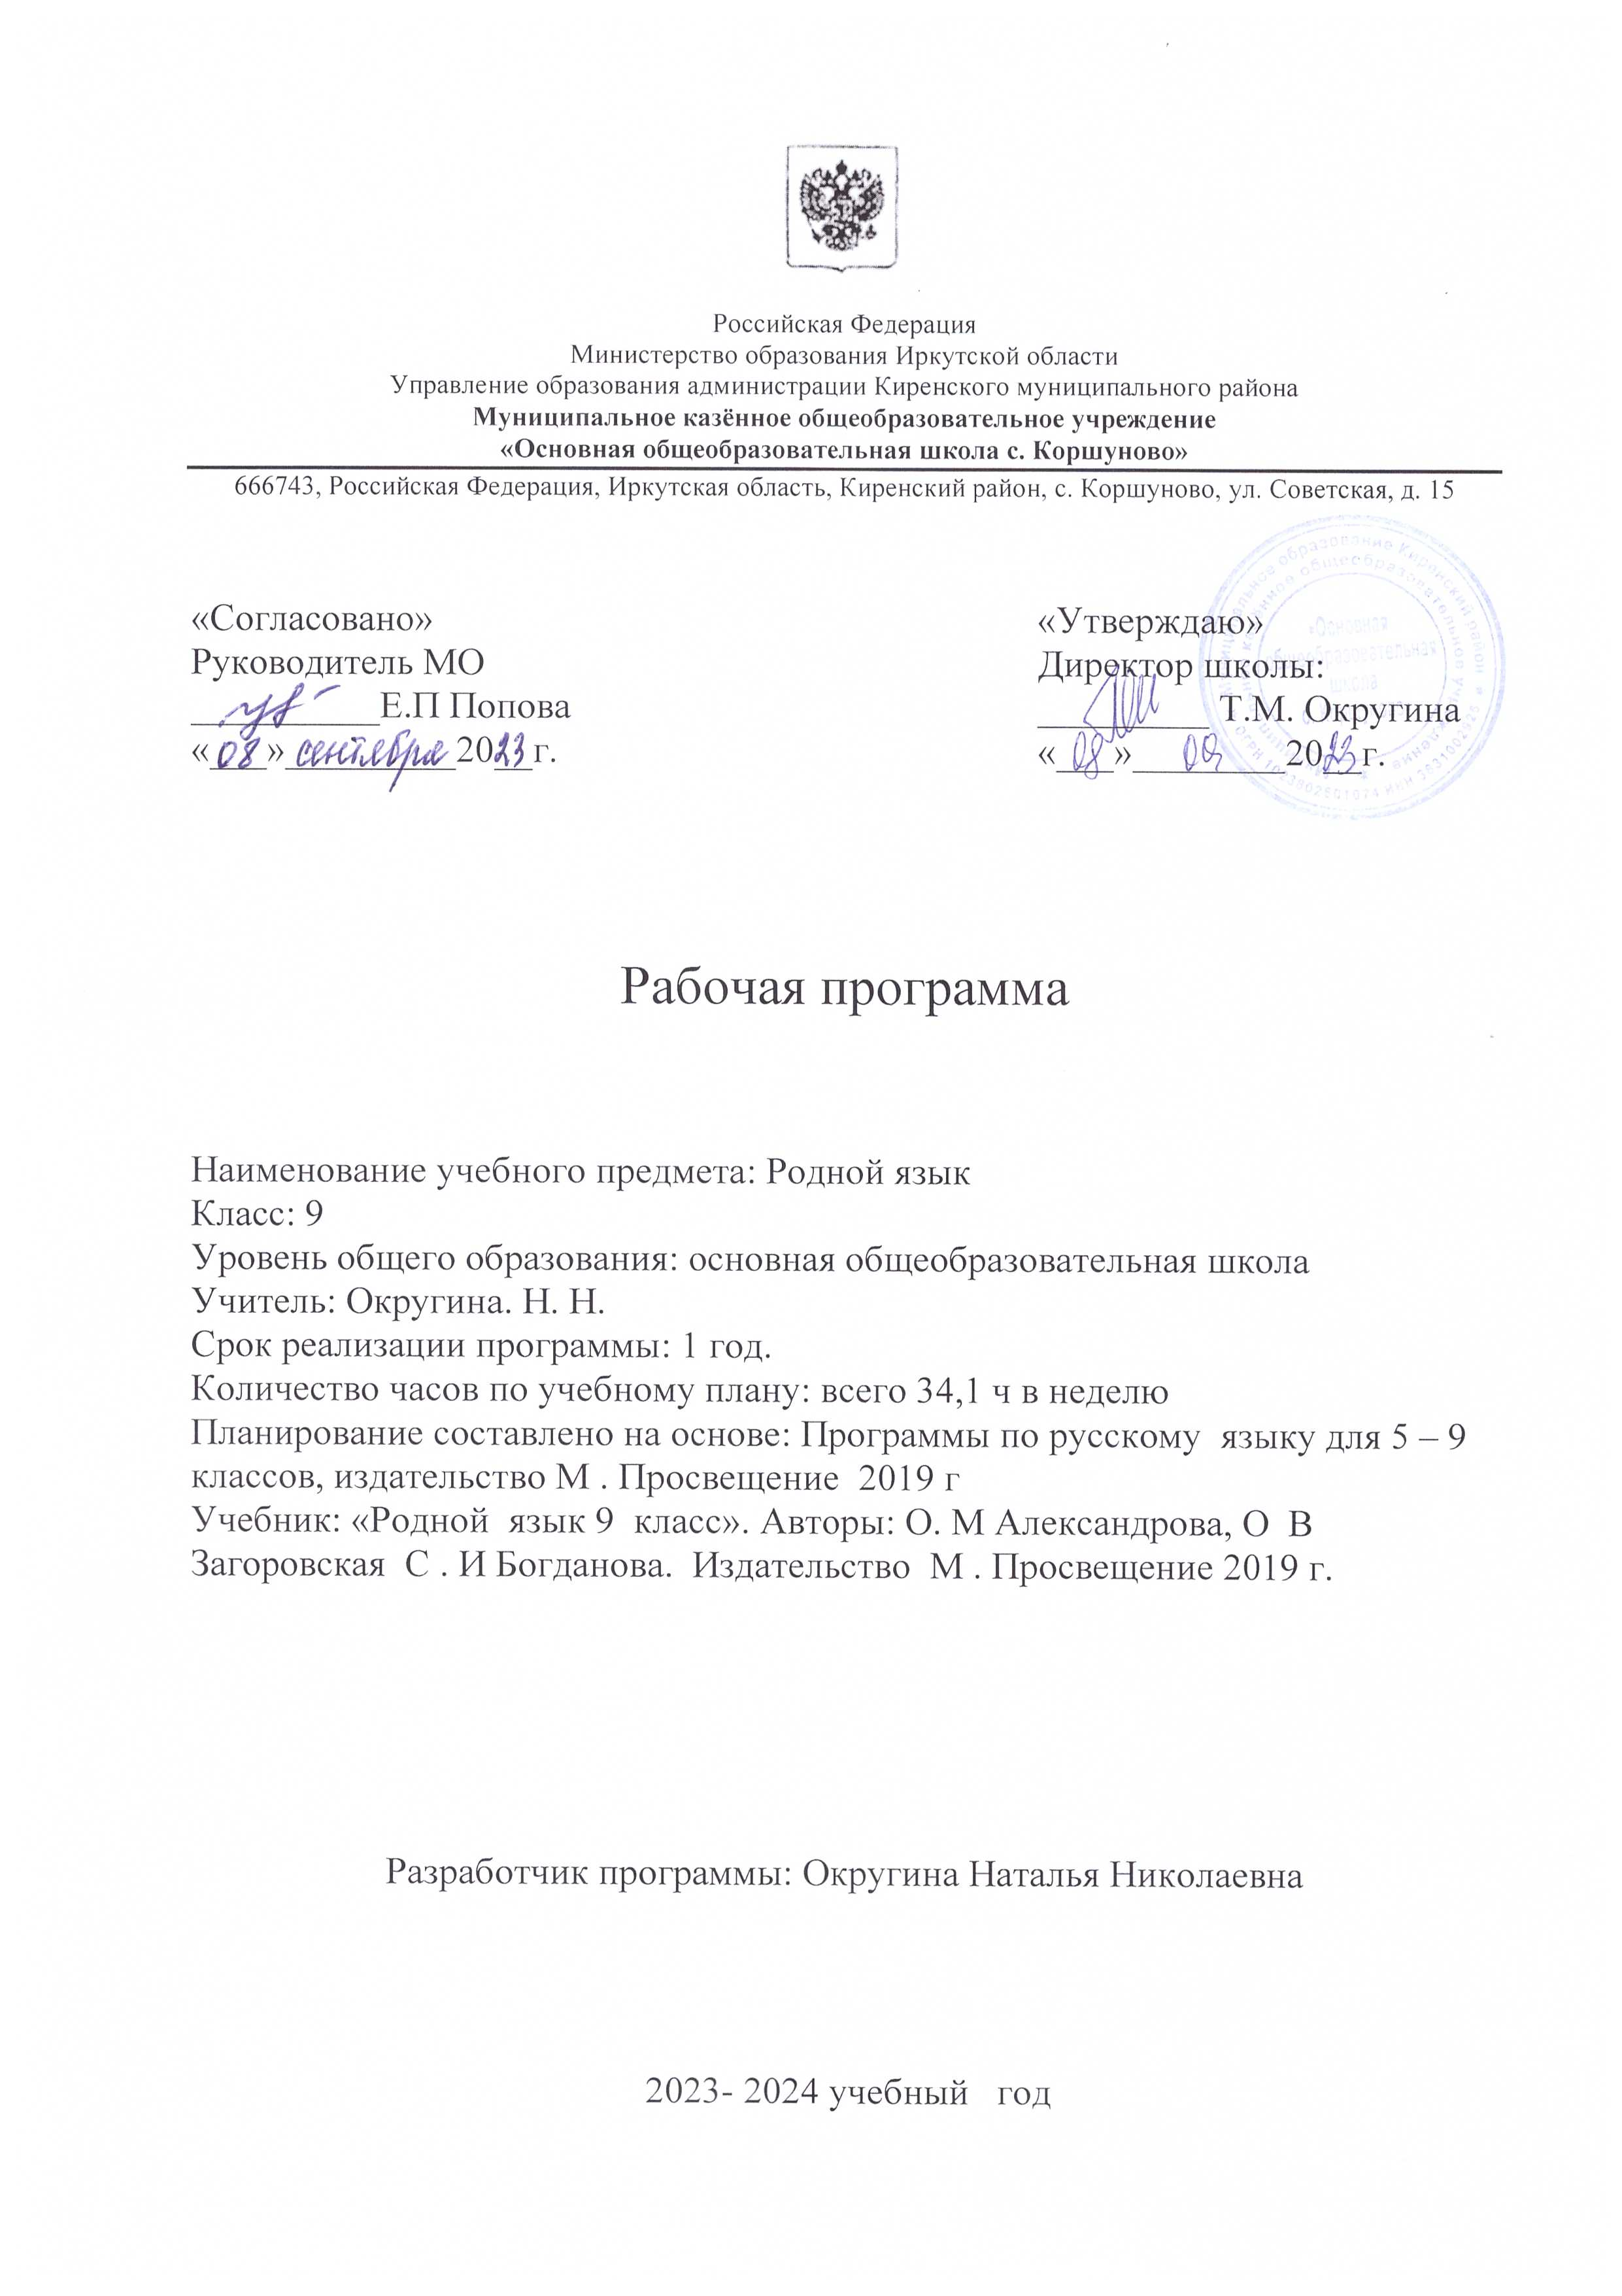 Российская Федерация
Министерство образования Иркутской области
Управление образования администрации Киренского муниципального района
Муниципальное казённое общеобразовательное учреждение
«Основная общеобразовательная школа с. Коршуново»
666743, Российская Федерация, Иркутская область, Киренский район, с. Коршуново, ул. Советская, д. 15
«Согласовано»
Руководитель МО
__________Е.П Попова
«08» сентября 2023 г.
«Утверждаю»
Директор школы:
_________ Т.М. Округина
«08» 09 2023 г.
«Основная
общеобразовательная
школа
Рабочая программа
Наименование учебного предмета: Родной язык
Класс: 9
Уровень общего образования: основная общеобразовательная школа
Учитель: Округина. Н. Н.
Срок реализации программы: 1 год.
Количество часов по учебному плану: всего 34,1 ч в неделю
Планирование составлено на основе: Программы по русскому  языку для 5 – 9
классов, издательство М . Просвещение  2019 г
Учебник: «Родной  язык 9  класс». Авторы: О. М Александрова, О  В
Загоровская  С . И Богданова.  Издательство  М . Просвещение 2019 г.
Разработчик программы: Округина Наталья Николаевна
2023- 2024 учебный   год